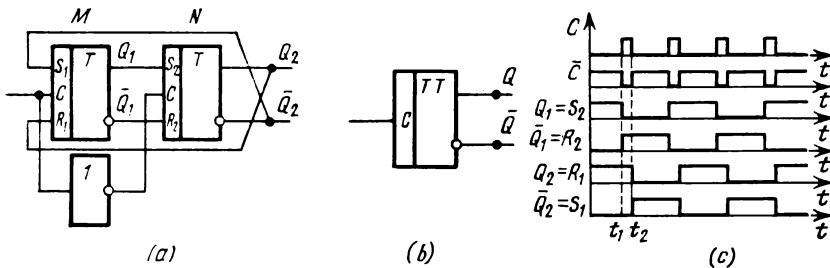 M N
S₁ T Q₁ S₂ T Q₂
C C
R₁ Q̄₁ R₂ Q̄₂
1
(a)
TT Q
C Q̄
(b)
C t
C̄ t
Q₁=S₂ t
Q̄₁=R₂ t
Q₂=R₁ t
Q̄₂=S₁ t
t₁ t₂
(c)